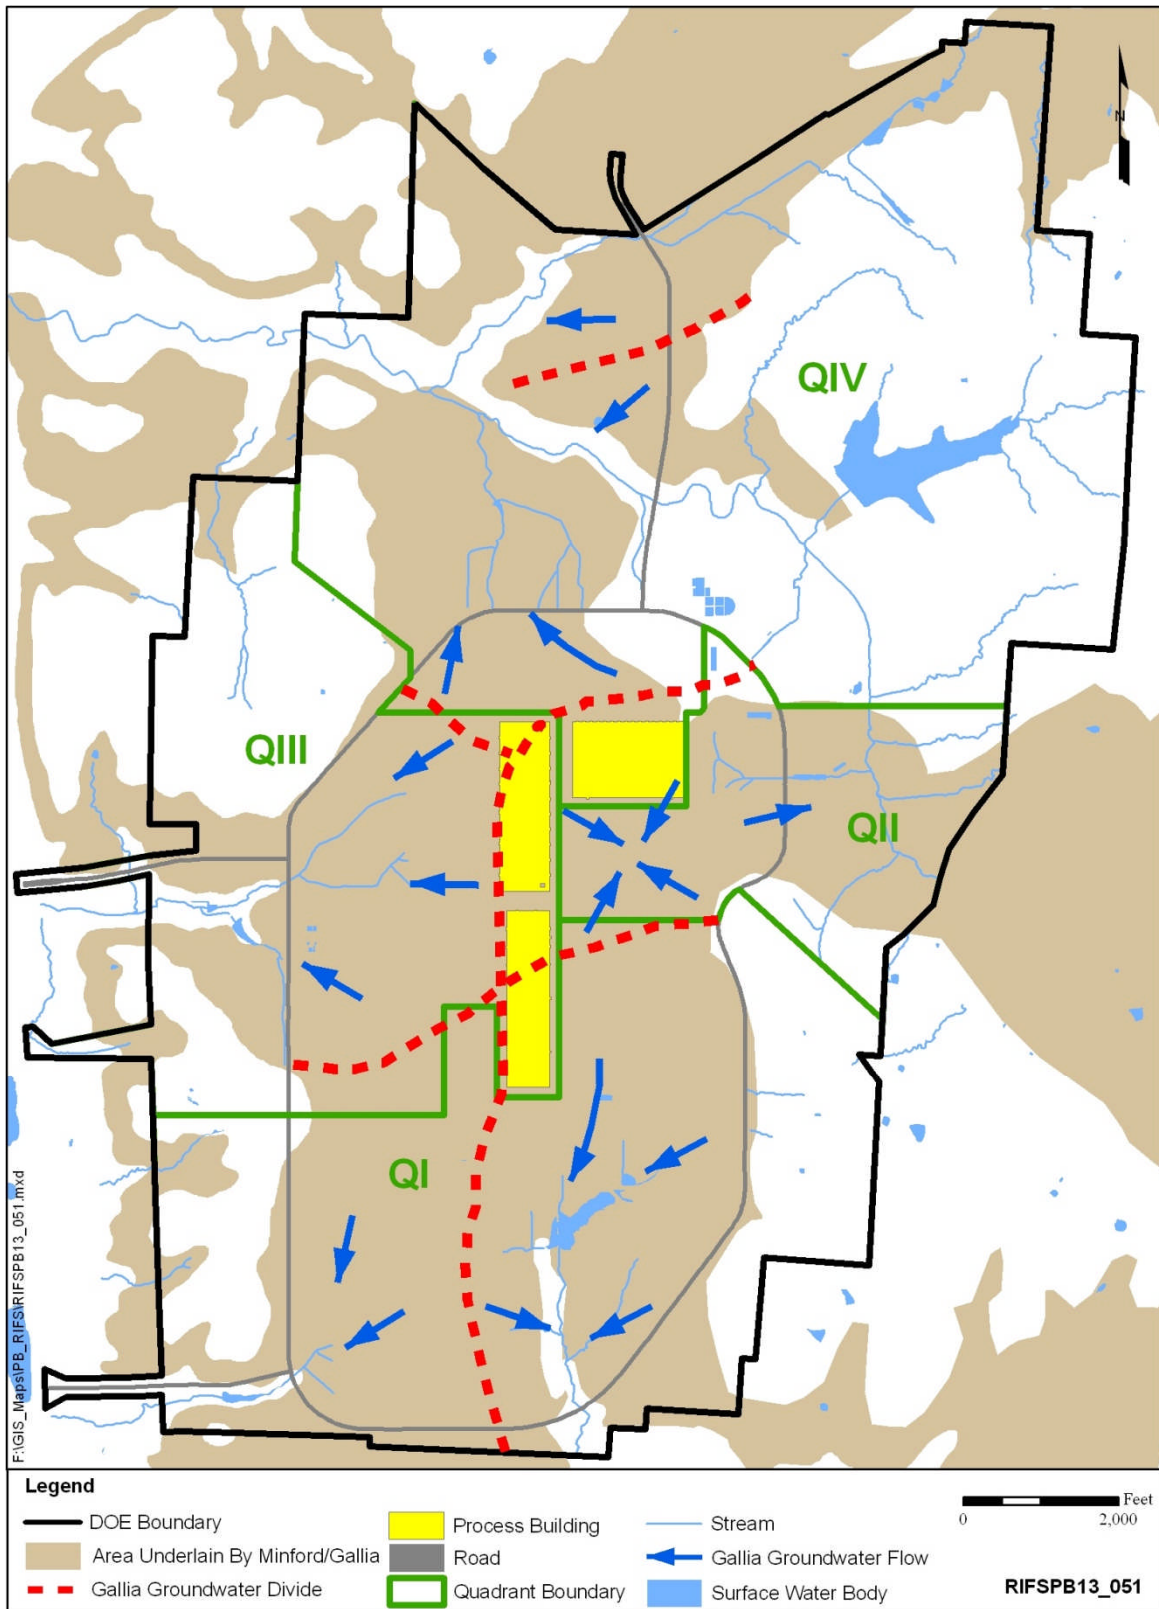 N
QIV
QIII
QII
QI
F:\GIS_Maps\PB_RIFS\RIFSPB13_051.mxd
Legend
DOE Boundary
Area Underlain By Minford/Gallia
Gallia Groundwater Divide
Process Building
Road
Quadrant Boundary
Stream
Gallia Groundwater Flow
Surface Water Body
Feet
0 2,000
RIFSPB13_051